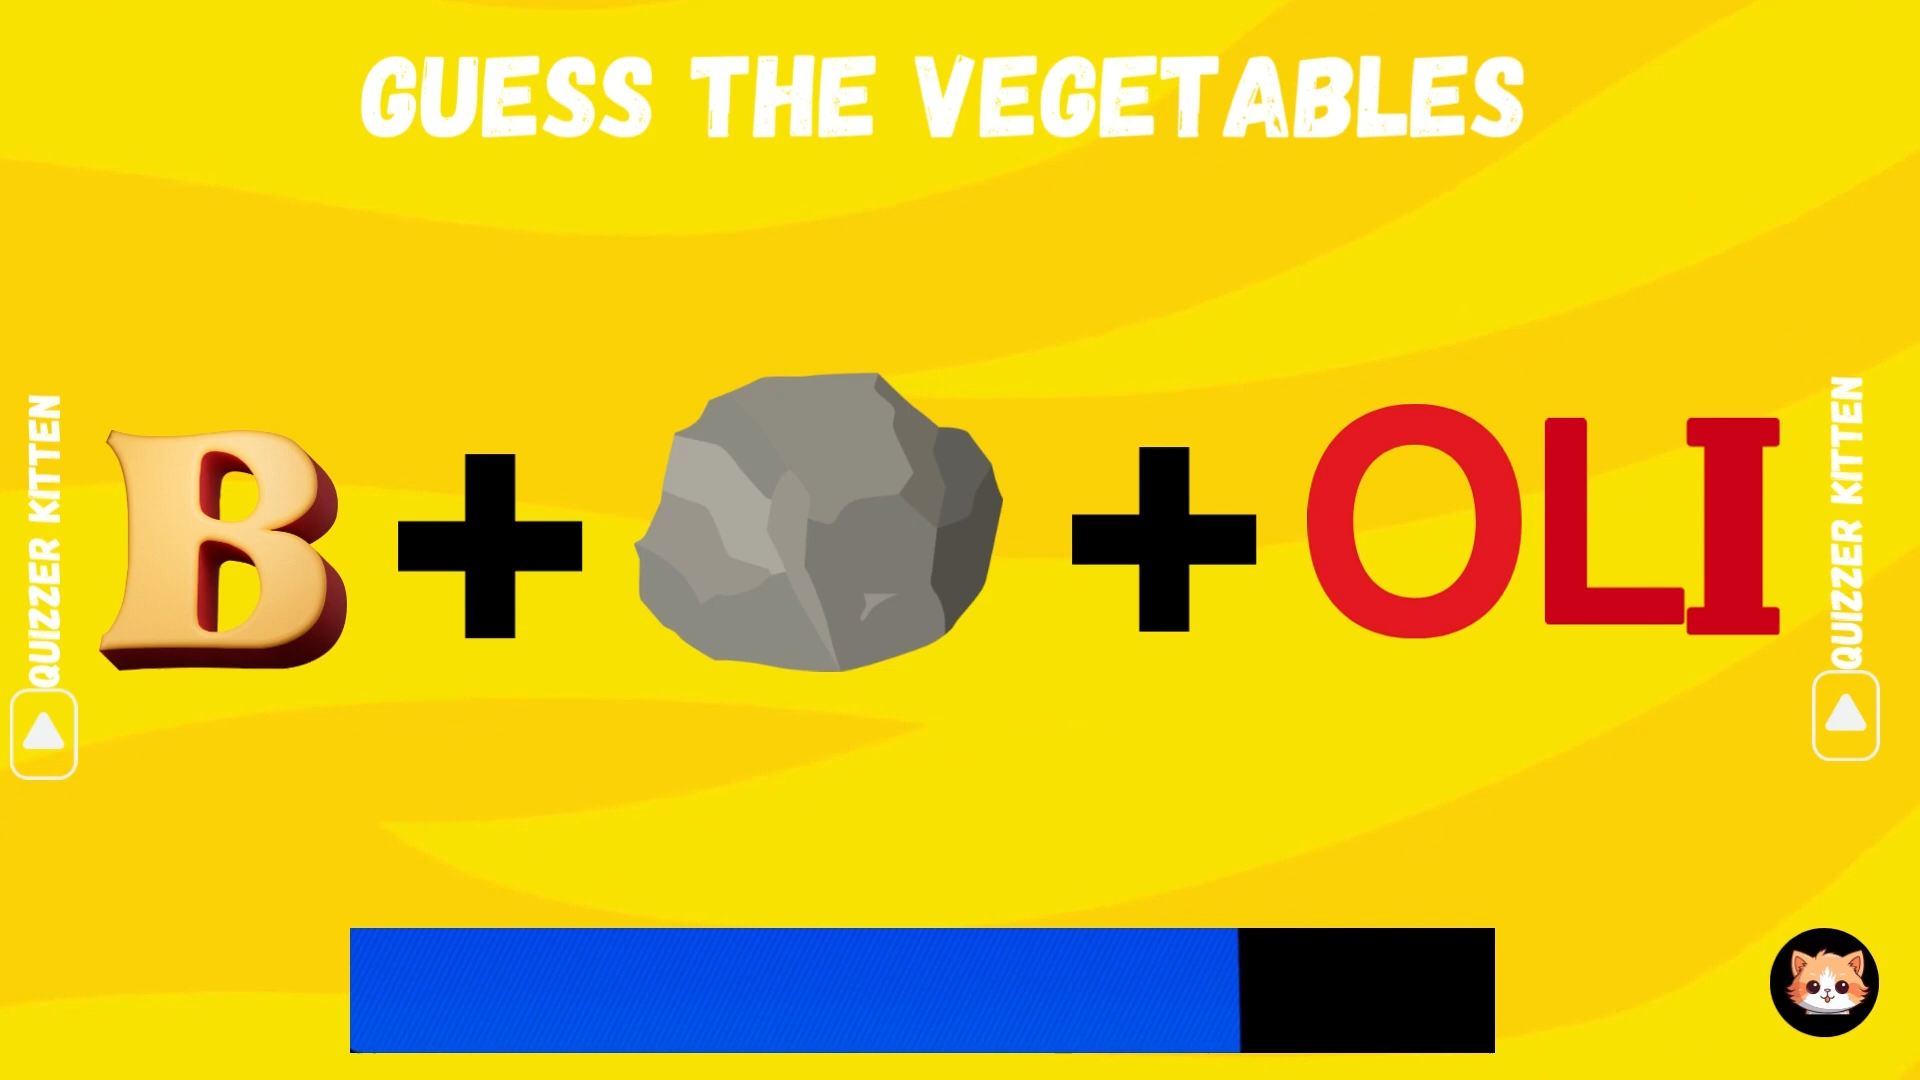 GUESS THE VEGETABLES
B + + OLI
QUIZZER KITTEN
QUIZZER KITTEN